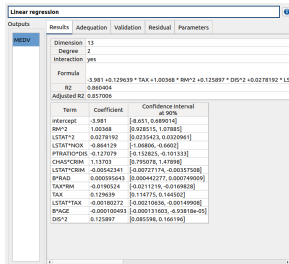 Linear regression
Outputs
MEDV
Results Adequation Validation Residual Parameters
Dimension 13
Degree 2
Interaction yes
Formula -3.981 +0.129639 * TAX +1.00368 * RM^2 +0.125897 * DIS^2 +0.0278192 * LS
R2 0.860404
Adjusted R2 0.857006
Term Coefficient Confidence interval at 90%
Intercept -3.981 [-8.651, 0.689014]
RM^2 1.00368 [0.928515, 1.07885]
LSTAT^2 0.0278192 [0.0235423, 0.0320961]
LSTAT*NOX -0.864129 [-1.06806, -0.6602]
PTRATIO*DIS -0.127079 [-0.152825, -0.101333]
CHAS*CRIM 1.13703 [0.795078, 1.47898]
LSTAT*CRIM -0.00542341 [-0.00727174, -0.00357508]
B*RAD 0.000595643 [0.000442277, 0.000749009]
TAX*RM -0.0190524 [-0.0211219, -0.0169828]
TAX 0.129639 [0.114775, 0.144502]
LSTAT*TAX -0.00180272 [-0.00210636, -0.00149908]
B*AGE -0.000100493 [-0.000131603, -6.93818e-05]
DIS^2 0.125897 [0.085598, 0.166196]